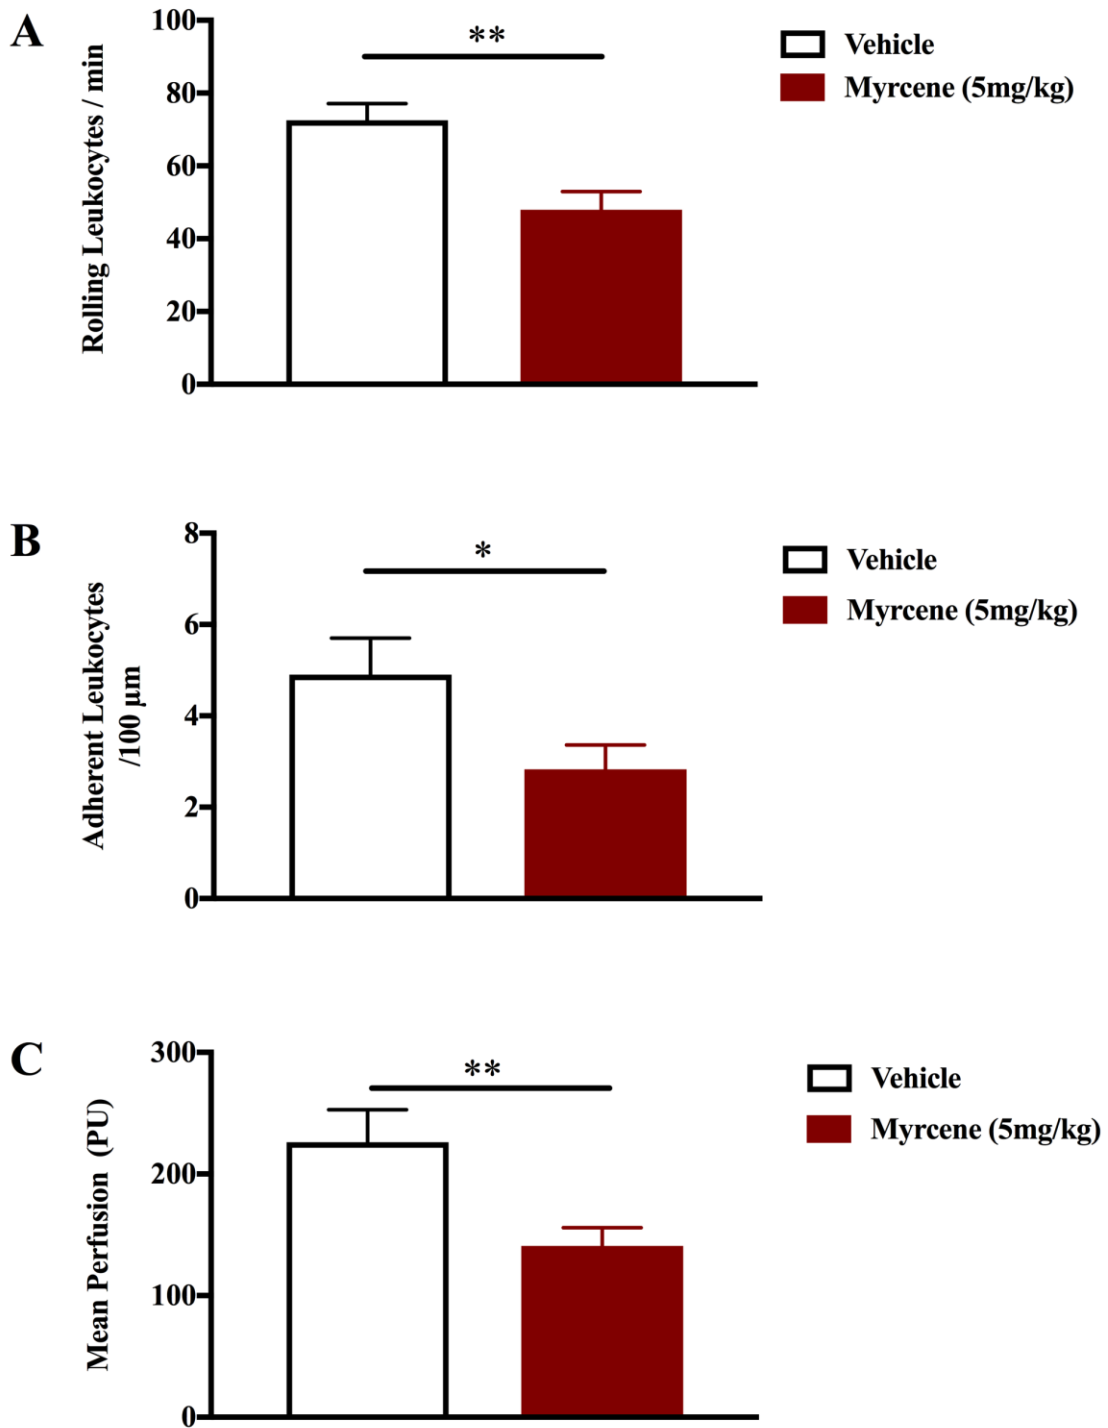 A
Rolling Leukocytes / min
100
80
60
40
20
0
**
Vehicle
Myrcene (5mg/kg)
B
Adherent Leukocytes
/100 µm
8
6
4
2
0
*
Vehicle
Myrcene (5mg/kg)
C
Mean Perfusion (PU)
300
200
100
0
**
Vehicle
Myrcene (5mg/kg)